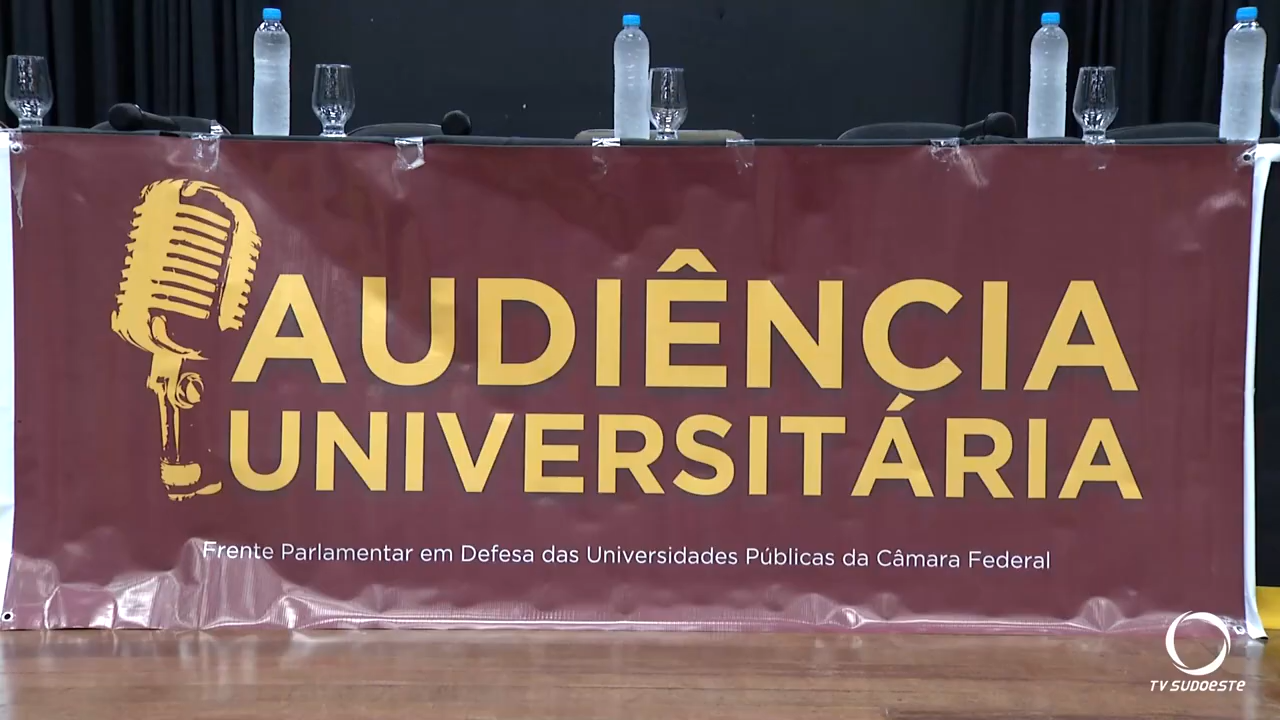 AUDIÊNCIA
UNIVERSITÁRIA
Frente Parlamentar em Defesa das Universidades Públicas da Câmara Federal
TV SUDOESTE